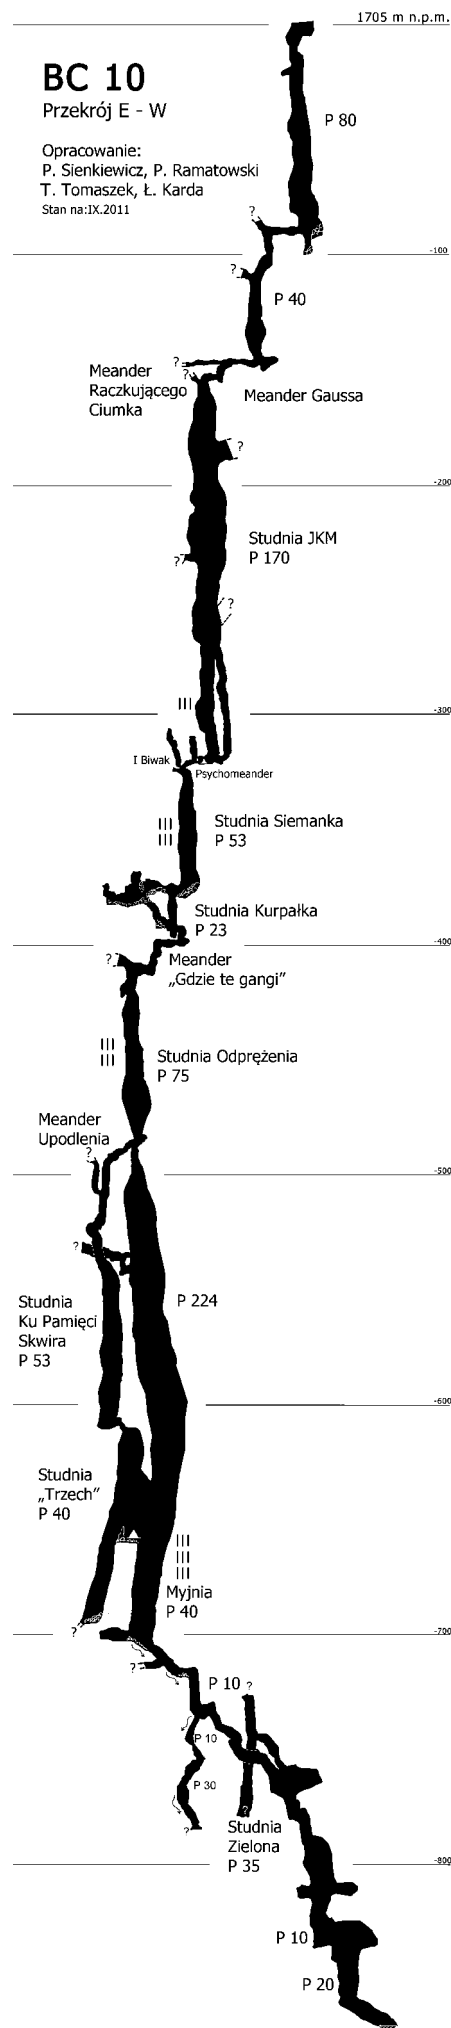 1705 m n.p.m.
BC 10
Przekrój E - W
P 80
Opracowanie:
P. Sienkiewicz, P. Ramatowski
T. Tomaszek, Ł. Karda
Stan na:IX.2011
?
-100
?
P 40
?
?
Meander
Raczkującego
Ciumka
Meander Gaussa
?
-200
Studnia JKM
P 170
?
?
-300
I Biwak
Psychomeander
Studnia Siemanka
P 53
Studnia Kurpałka
P 23
-400
?
Meander
„Gdzie te gangi”
Studnia Odprężenia
P 75
Meander
Upodlenia
?
-500
?
P 224
Studnia
Ku Pamięci
Skwira
P 53
-600
Studnia
„Trzech”
P 40
Myjnia
P 40
?
-700
?
P 10
?
P 10
P 30
?
?
Studnia
Zielona
P 35
-800
P 10
P 20